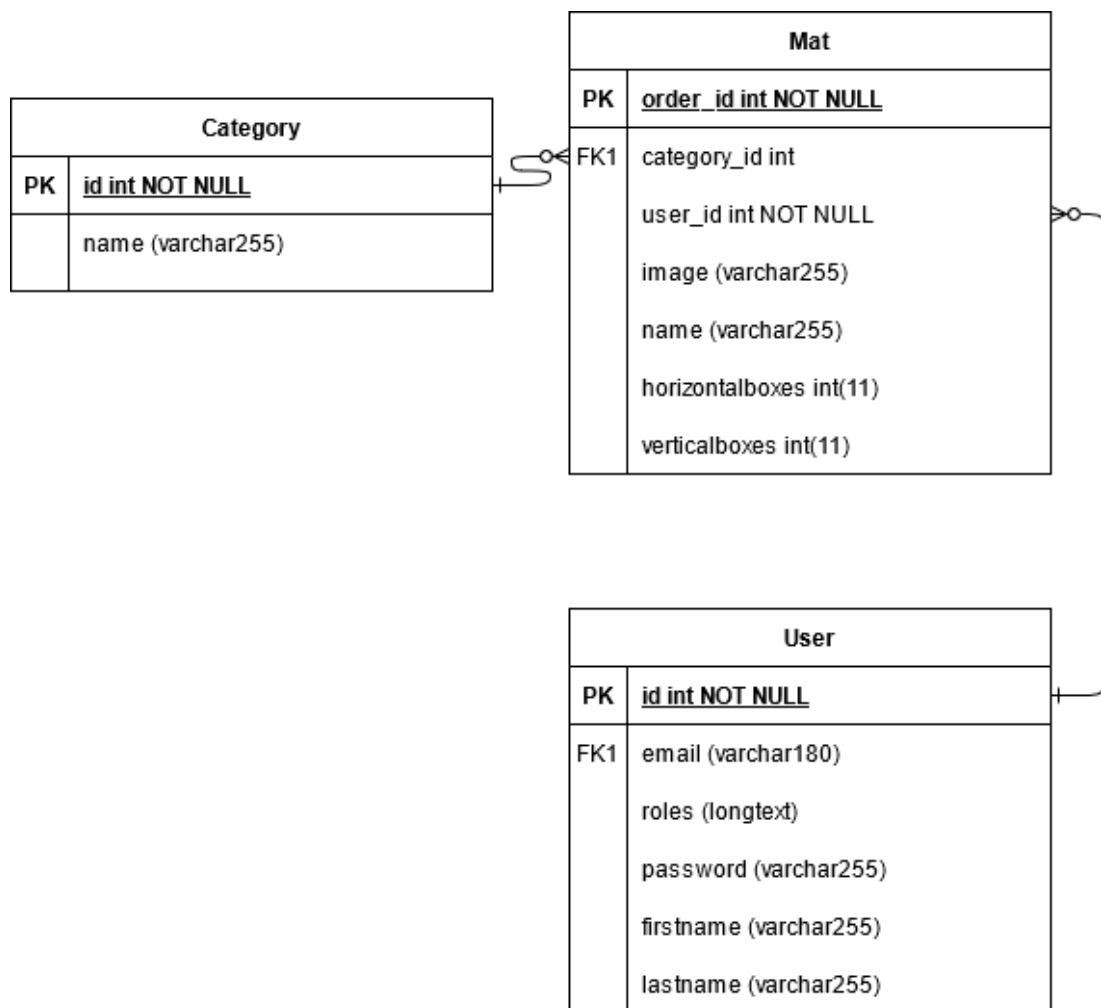 Category
PK id int NOT NULL
name (varchar255)
Mat
PK order_id int NOT NULL
FK1 category_id int
user_id int NOT NULL
image (varchar255)
name (varchar255)
horizontalboxes int(11)
verticalboxes int(11)
User
PK id int NOT NULL
FK1 email (varchar180)
roles (longtext)
password (varchar255)
firstname (varchar255)
lastname (varchar255)